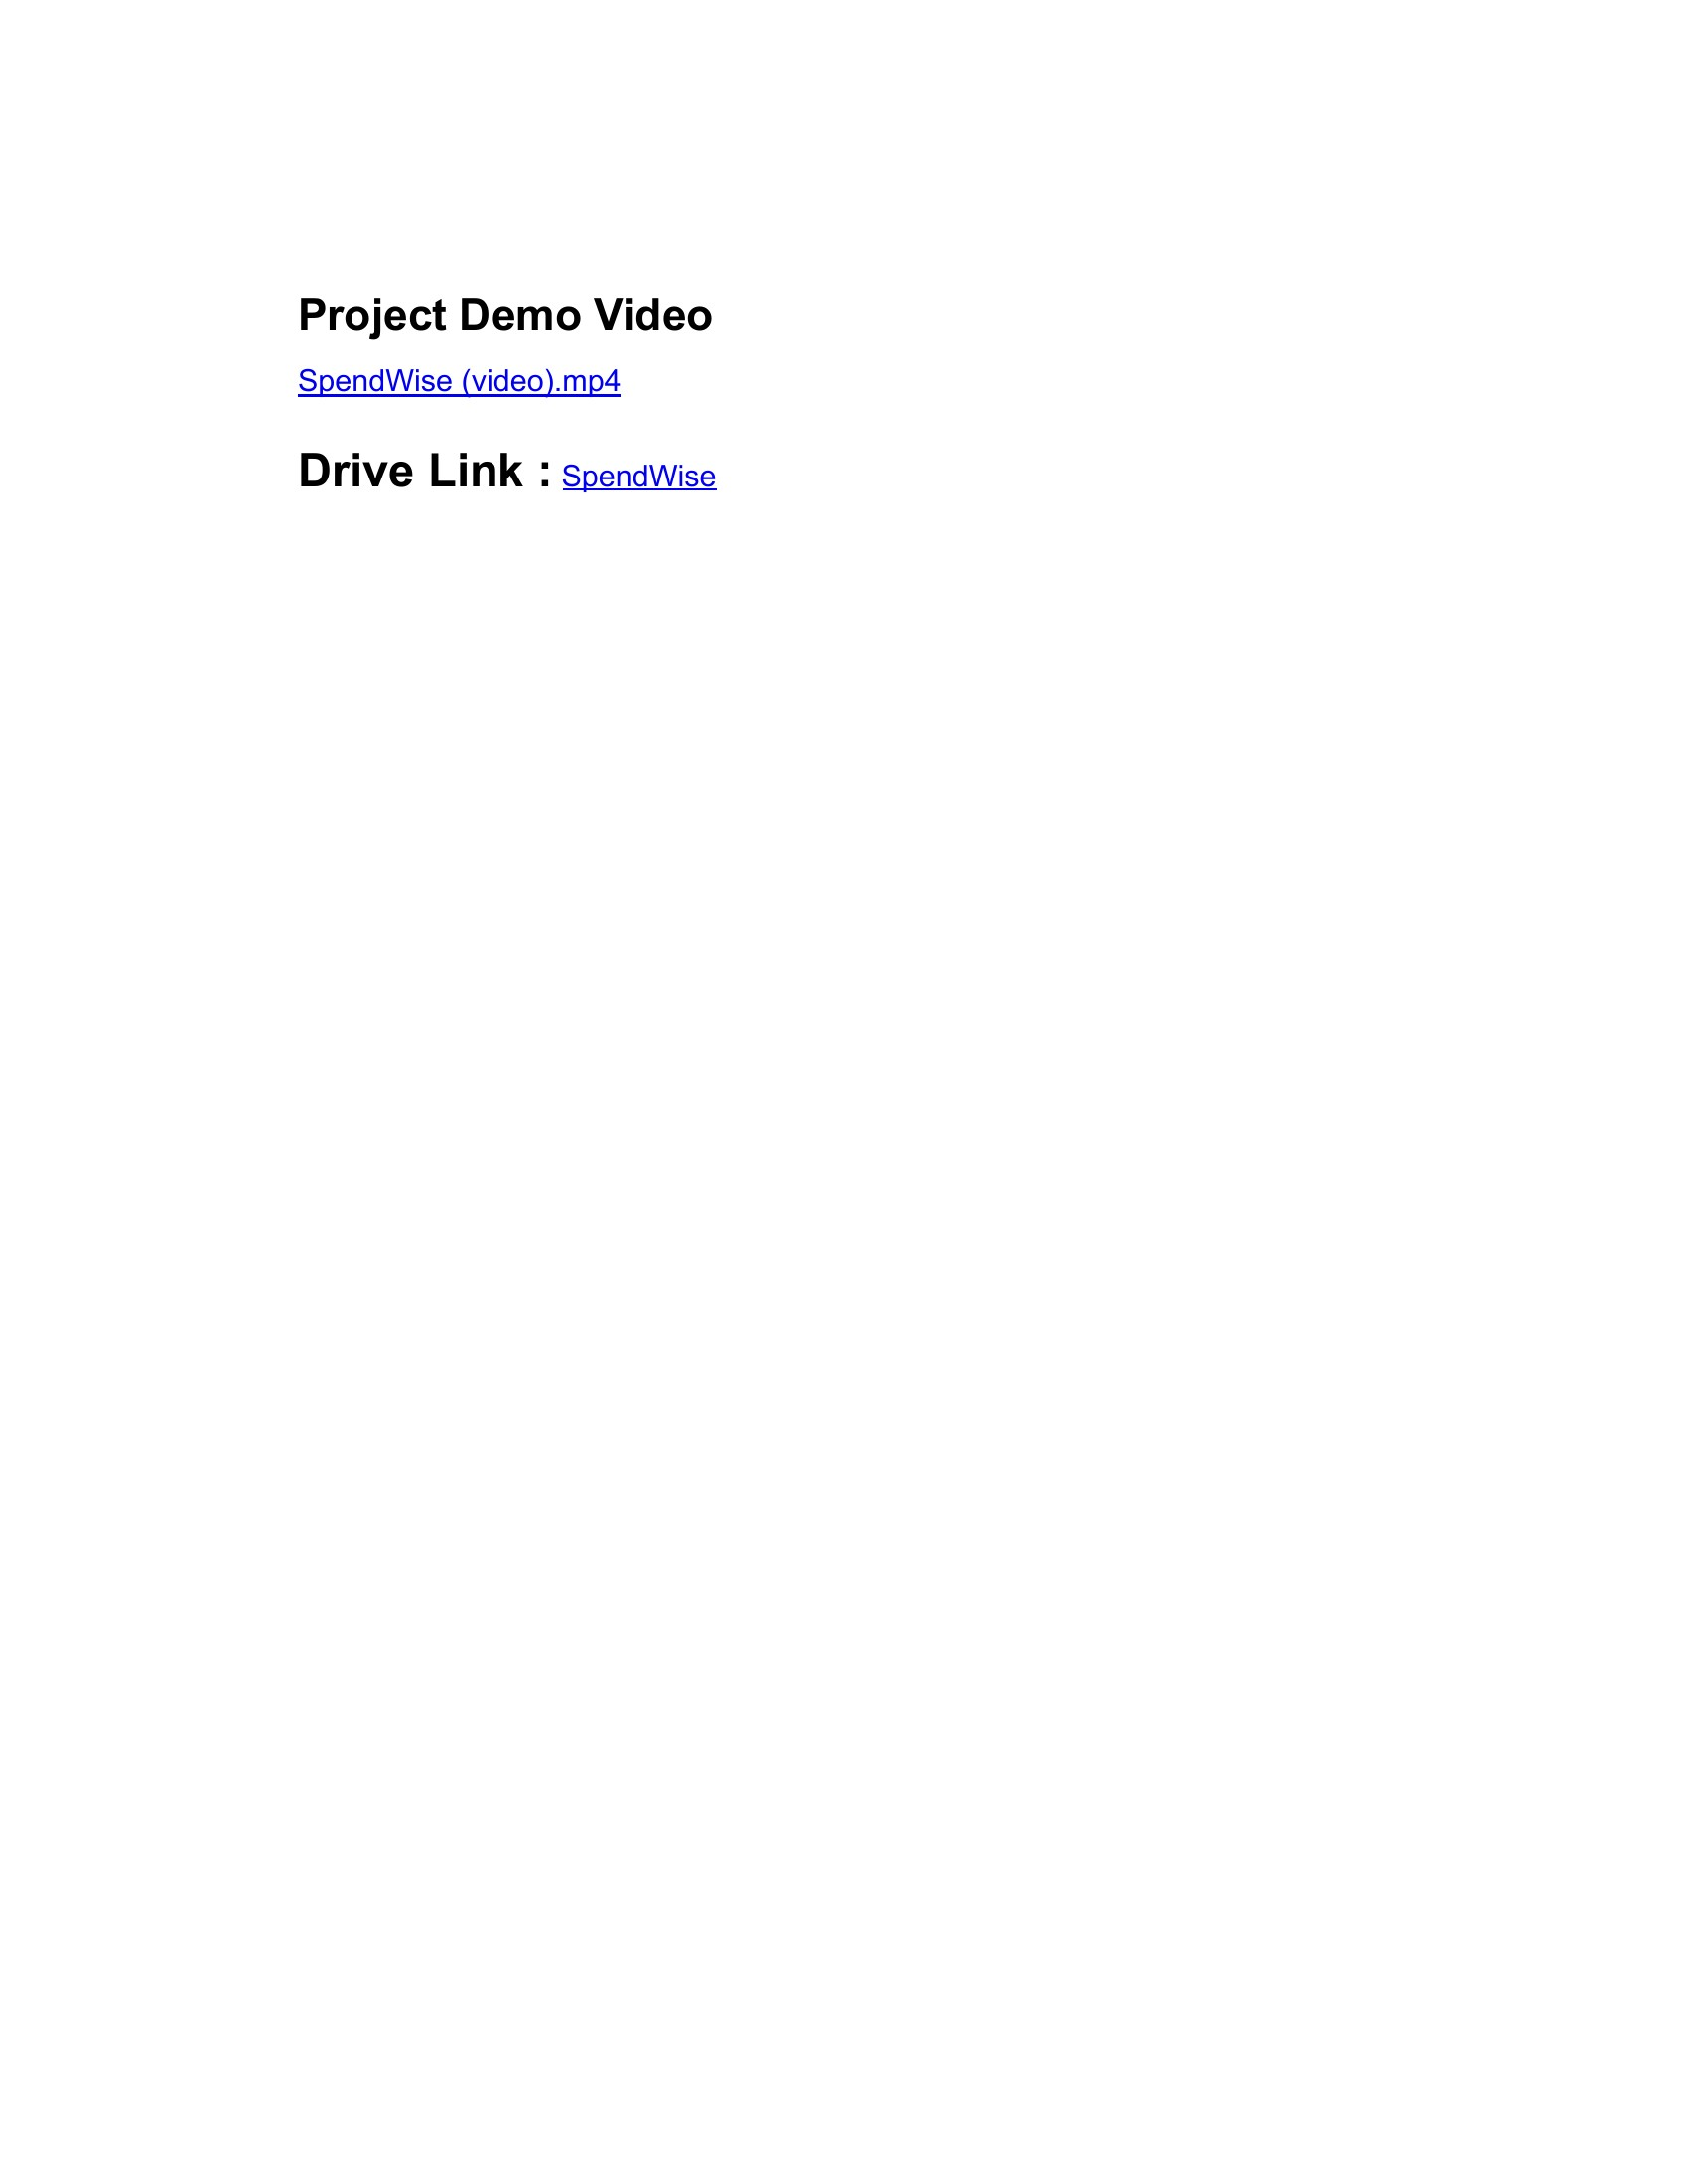 Project Demo Video
SpendWise (video).mp4
Drive Link : SpendWise